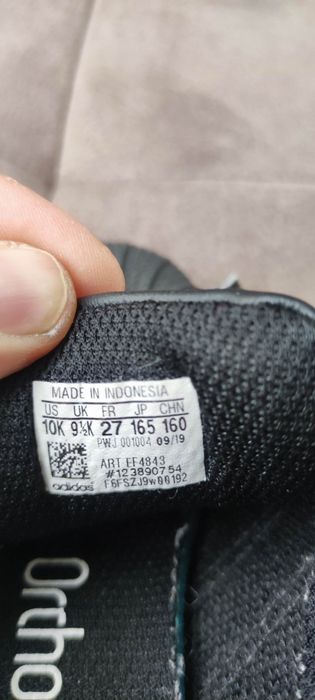 MADE IN INDONESIA
US UK FR JP CHN
10K 9½K 27 165 160
PWJ 001004 09/19
ART EF4843
#123890754
F6FSZJ9w00192
adidas
Ortho